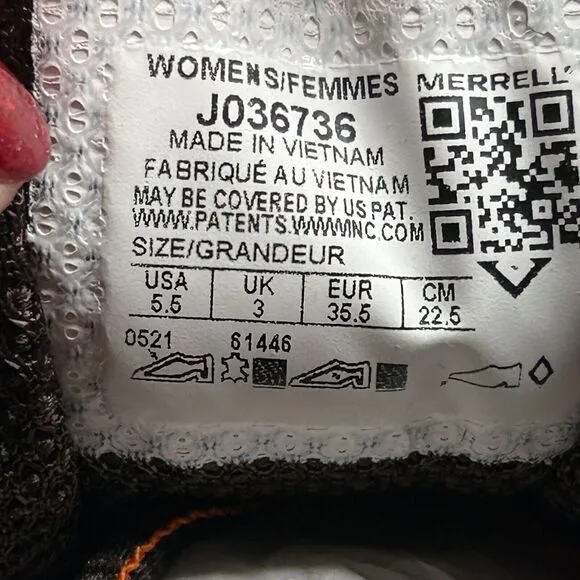 WOMENS/FEMMES MERRELL
J036736
MADE IN VIETNAM
FABRIQUÉ AU VIETNAM
MAY BE COVERED BY US PAT.
WWW.PATENTS.WWWNC.COM
SIZE/GRANDEUR
USA UK EUR CM
5.5 3 35.5 22.5
0521 61446